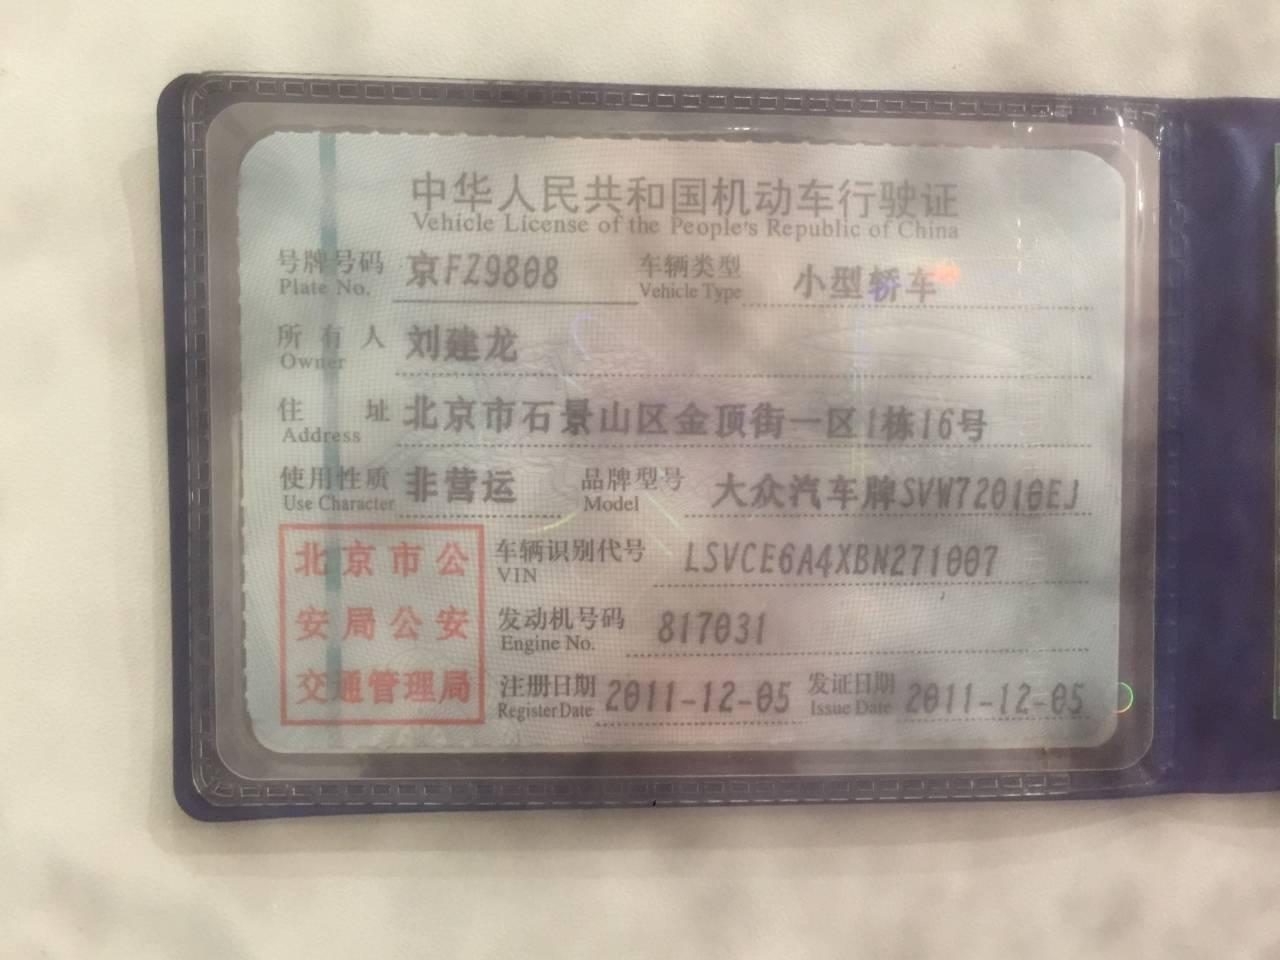 中华人民共和国机动车行驶证
Vehicle License of the People's Republic of China
号牌号码 京FZ9808 车辆类型 小型轿车
Plate No. Vehicle Type
所有人 刘建龙
Owner
住址 北京市石景山区金顶街一区1栋16号
Address
使用性质 非营运 品牌型号 大众汽车牌SVW72010EJ
Use Character Model
北京市公
安局公安
交通管理局
车辆识别代号 LSVCE6A4XBN271007
VIN
发动机号码 817031
Engine No.
注册日期 2011-12-05 发证日期 2011-12-05
Register Date Issue Date